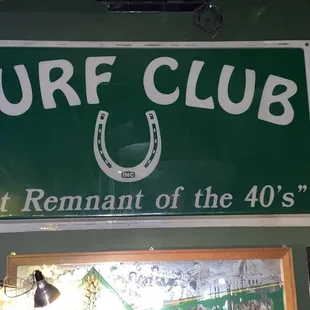 URF CLUB
INC
t Remnant of the 40's"